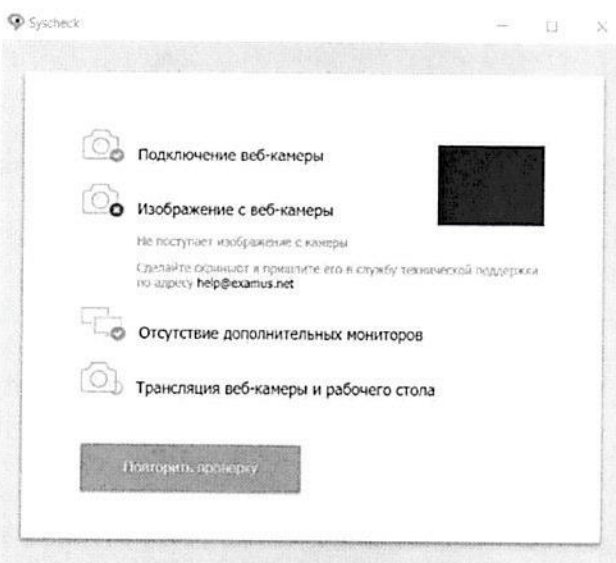 Syscheck
Подключение веб-камеры
Изображение с веб-камеры
Не поступает изображение с камеры
Сделайте скриншот и пришлите его в службу технической поддержки
по адресу help@examus.net
Отсутствие дополнительных мониторов
Трансляция веб-камеры и рабочего стола
Повторить проверку